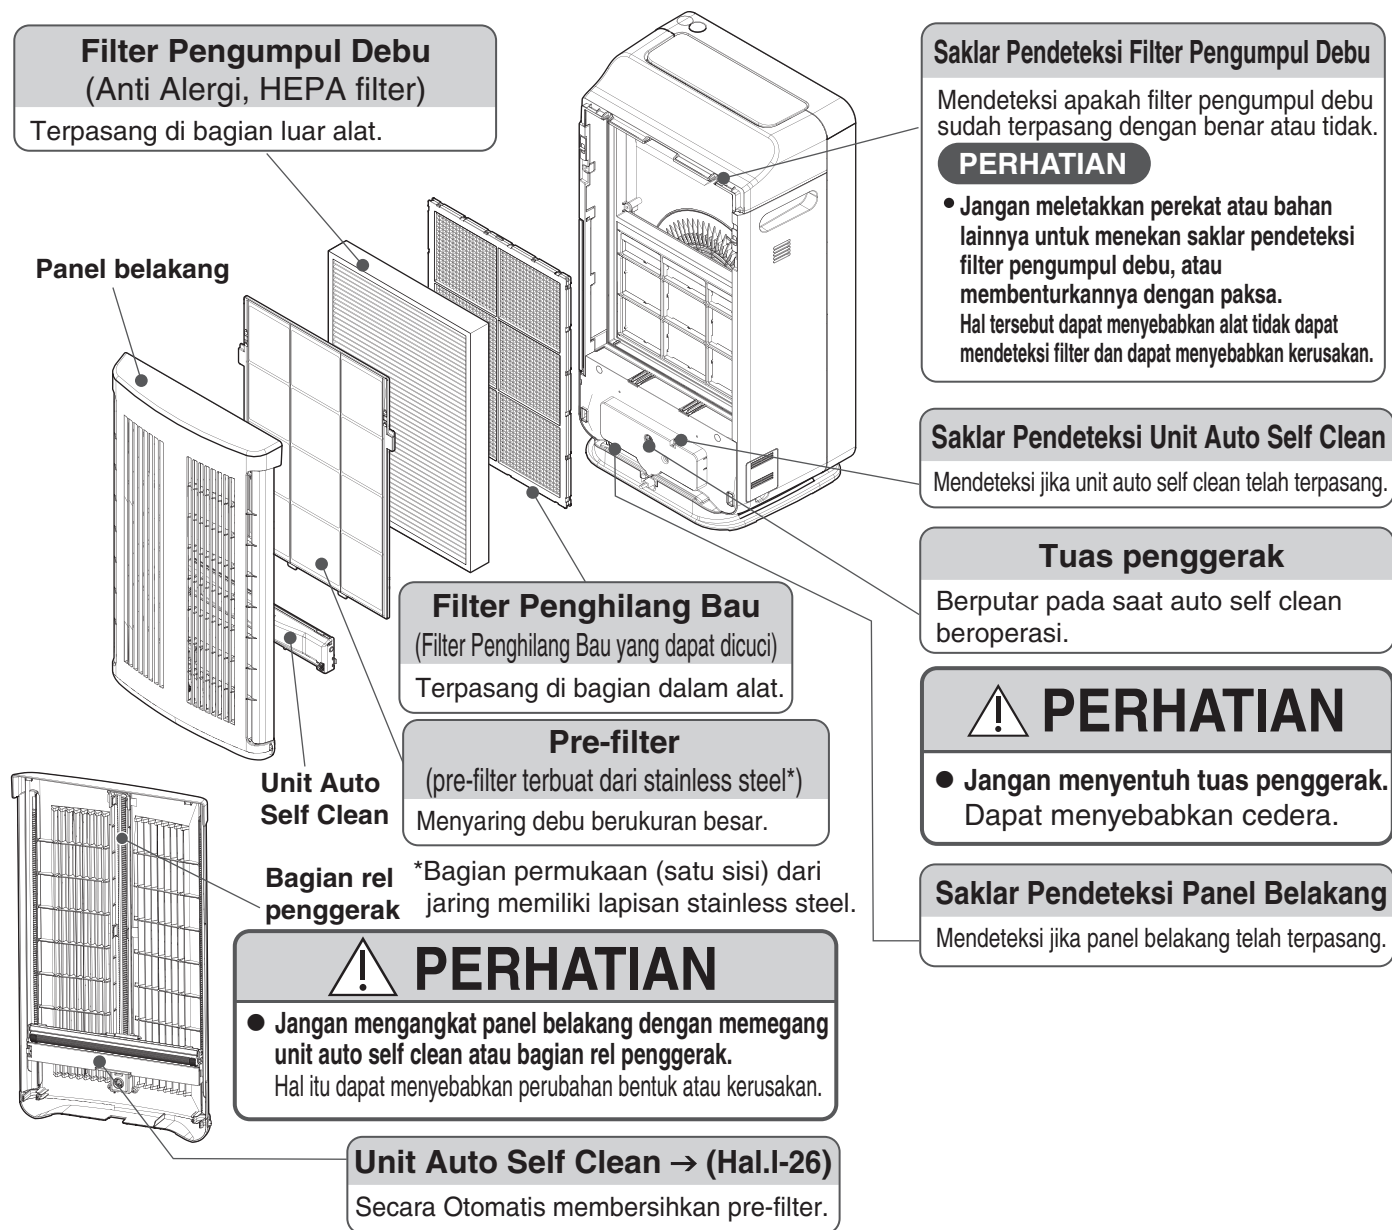 Filter Pengumpul Debu
(Anti Alergi, HEPA filter)
Terpasang di bagian luar alat.
Panel belakang
Saklar Pendeteksi Filter Pengumpul Debu
Mendeteksi apakah filter pengumpul debu
sudah terpasang dengan benar atau tidak.
PERHATIAN
• Jangan meletakkan perekat atau bahan
lainnya untuk menekan saklar pendeteksi
filter pengumpul debu, atau
membenturkannya dengan paksa.
Hal tersebut dapat menyebabkan alat tidak dapat
mendeteksi filter dan dapat menyebabkan kerusakan.
Saklar Pendeteksi Unit Auto Self Clean
Mendeteksi jika unit auto self clean telah terpasang.
Tuas penggerak
Berputar pada saat auto self clean
beroperasi.
PERHATIAN
● Jangan menyentuh tuas penggerak.
Dapat menyebabkan cedera.
Saklar Pendeteksi Panel Belakang
Mendeteksi jika panel belakang telah terpasang.
Filter Penghilang Bau
(Filter Penghilang Bau yang dapat dicuci)
Terpasang di bagian dalam alat.
Pre-filter
(pre-filter terbuat dari stainless steel*)
Menyaring debu berukuran besar.
*Bagian permukaan (satu sisi) dari
jaring memiliki lapisan stainless steel.
Unit Auto
Self Clean
Bagian rel
penggerak
PERHATIAN
● Jangan mengangkat panel belakang dengan memegang
unit auto self clean atau bagian rel penggerak.
Hal itu dapat menyebabkan perubahan bentuk atau kerusakan.
Unit Auto Self Clean → (Hal.I-26)
Secara Otomatis membersihkan pre-filter.